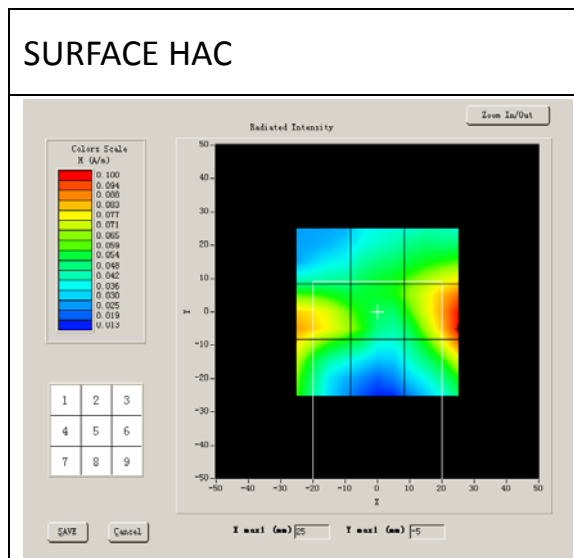 SURFACE HAC
Zoom In/Out
Radiated Intensity
Colors Scale
H (A/m)
0.100
0.094
0.088
0.083
0.077
0.071
0.065
0.059
0.054
0.048
0.042
0.036
0.030
0.025
0.019
0.013
50
40
30
20
10
0
-10
-20
-30
-40
-50
Y
-50 -40 -30 -20 -10 0 10 20 30 40 50
X
1 2 3
4 5 6
7 8 9
SAVE Cancel
X max1 (mm) 25 Y max1 (mm) -5